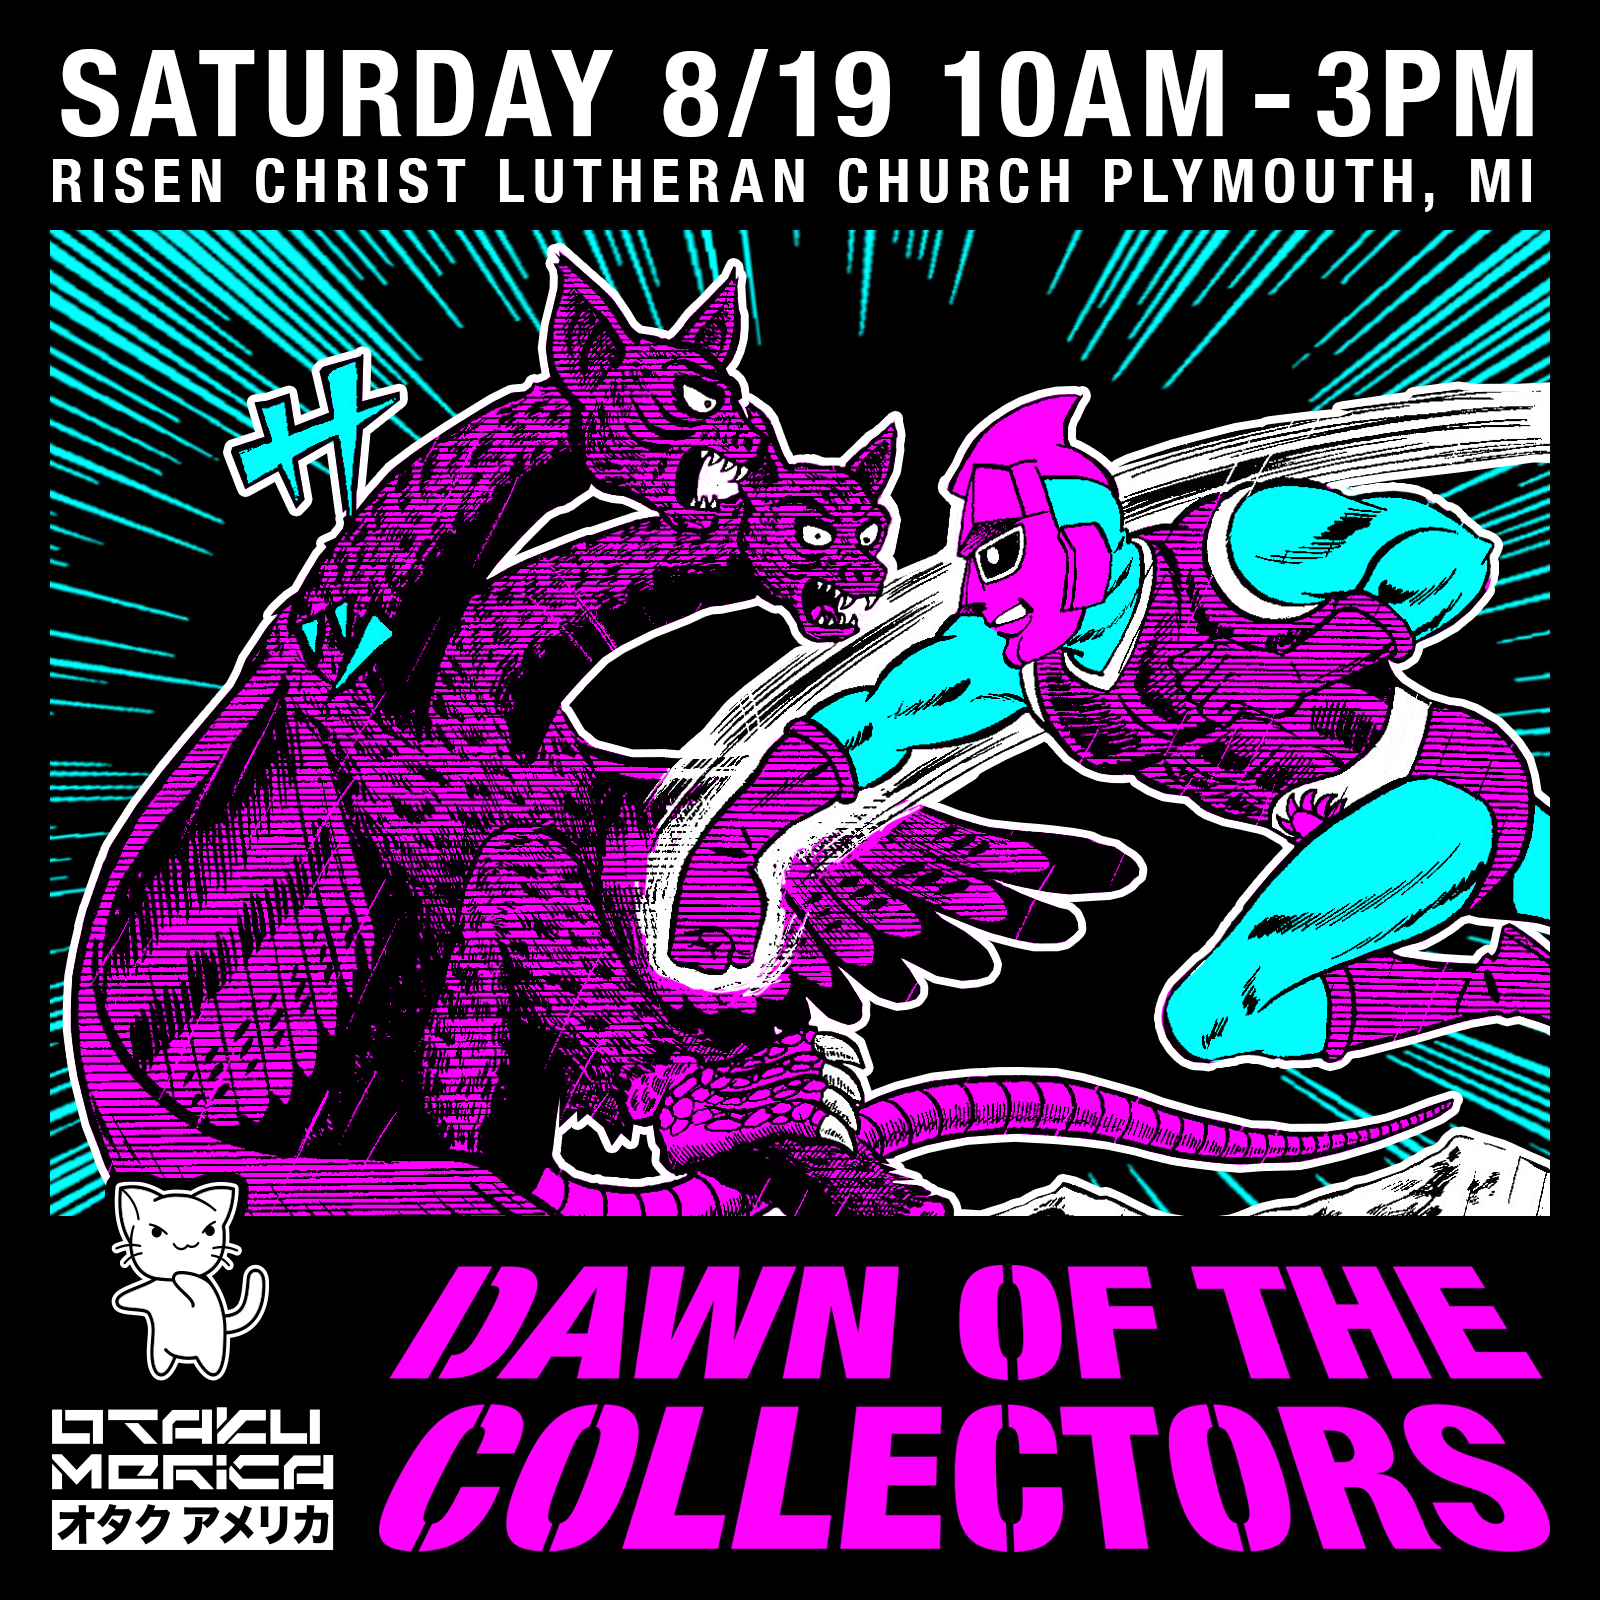 SATURDAY 8/19 10AM - 3PM
RISEN CHRIST LUTHERAN CHURCH PLYMOUTH, MI
サ
DAWN OF THE
COLLECTORS
OTAKU
MERICA
オタク アメリカ